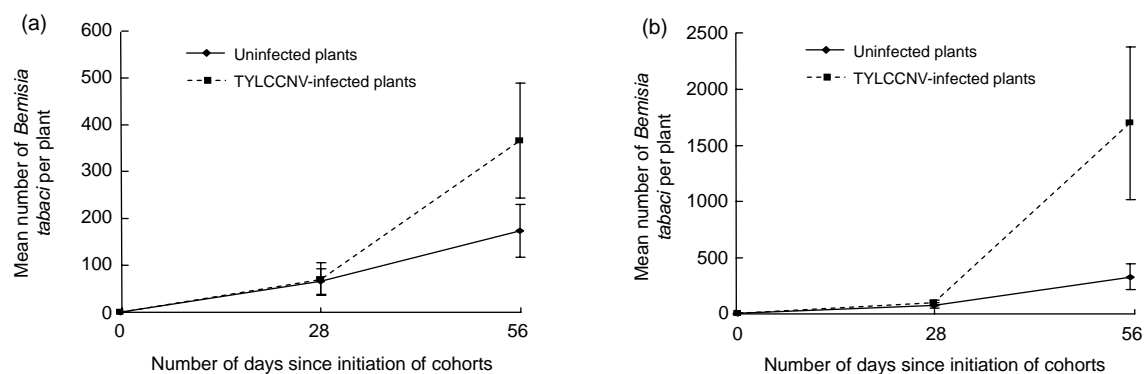 (a)
600
500
400
300
200
100
0
Mean number of Bemisia
tabaci per plant
Uninfected plants
TYLCCNV-infected plants
0 28 56
Number of days since initiation of cohorts
(b)
2500
2000
1500
1000
500
0
Mean number of Bemisia
tabaci per plant
Uninfected plants
TYLCCNV-infected plants
0 28 56
Number of days since initiation of cohorts